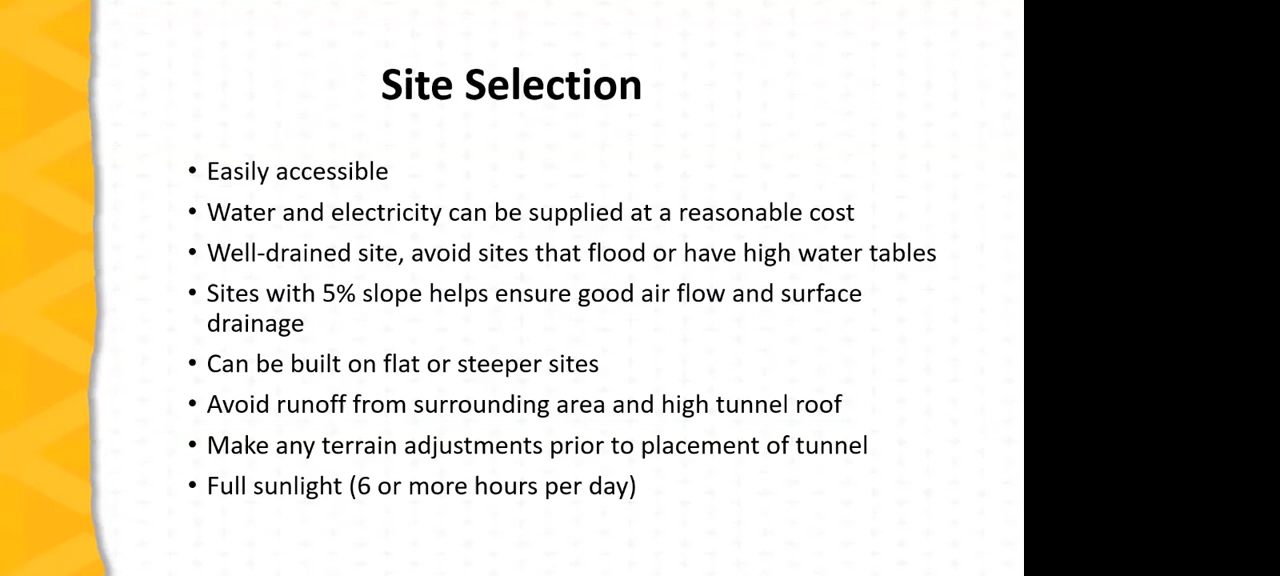 Site Selection
• Easily accessible
• Water and electricity can be supplied at a reasonable cost
• Well-drained site, avoid sites that flood or have high water tables
• Sites with 5% slope helps ensure good air flow and surface
drainage
• Can be built on flat or steeper sites
• Avoid runoff from surrounding area and high tunnel roof
• Make any terrain adjustments prior to placement of tunnel
• Full sunlight (6 or more hours per day)